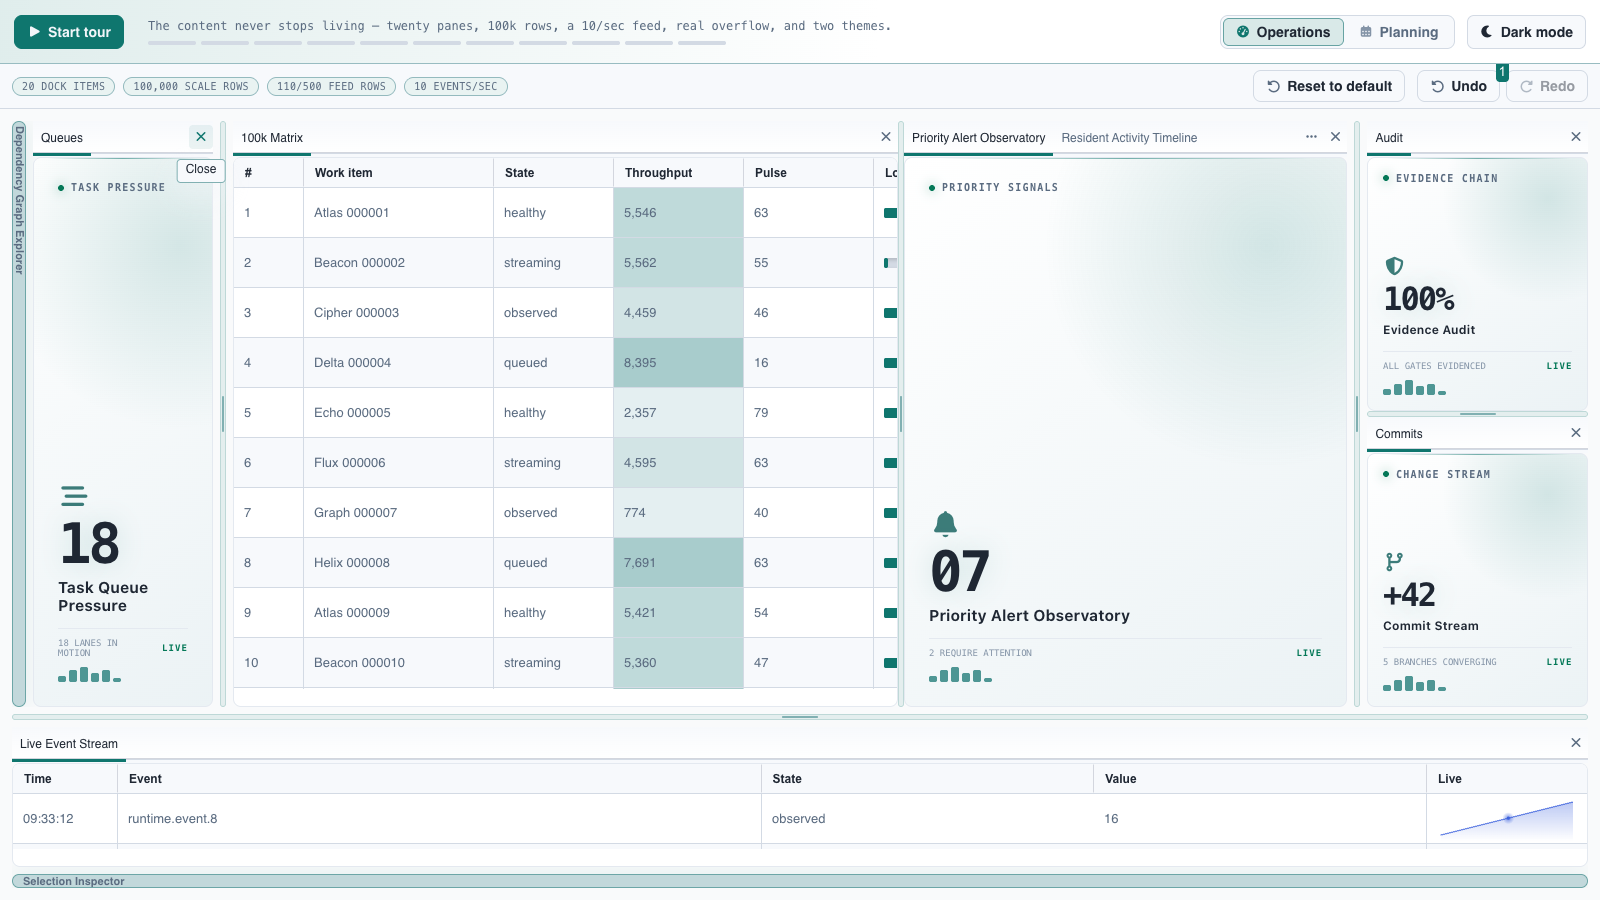 Start tour
The content never stops living — twenty panes, 100k rows, a 10/sec feed, real overflow, and two themes.
Operations
Planning
Dark mode
20 DOCK ITEMS
100,000 SCALE ROWS
110/500 FEED ROWS
10 EVENTS/SEC
Reset to default
Undo
1
Redo
Dependency Graph Explorer
Queues
Close
TASK PRESSURE
18
Task Queue
Pressure
18 LANES IN
MOTION
LIVE
100k Matrix
# Work item State Throughput Pulse Lo
1 Atlas 000001 healthy 5,546 63
2 Beacon 000002 streaming 5,562 55
3 Cipher 000003 observed 4,459 46
4 Delta 000004 queued 8,395 16
5 Echo 000005 healthy 2,357 79
6 Flux 000006 streaming 4,595 63
7 Graph 000007 observed 774 40
8 Helix 000008 queued 7,691 63
9 Atlas 000009 healthy 5,421 54
10 Beacon 000010 streaming 5,360 47
Priority Alert Observatory
Resident Activity Timeline
PRIORITY SIGNALS
07
Priority Alert Observatory
2 REQUIRE ATTENTION
LIVE
Audit
EVIDENCE CHAIN
100%
Evidence Audit
ALL GATES EVIDENCED
LIVE
Commits
CHANGE STREAM
+42
Commit Stream
5 BRANCHES CONVERGING
LIVE
Live Event Stream
Time Event State Value Live
09:33:12 runtime.event.8 observed 16
Selection Inspector